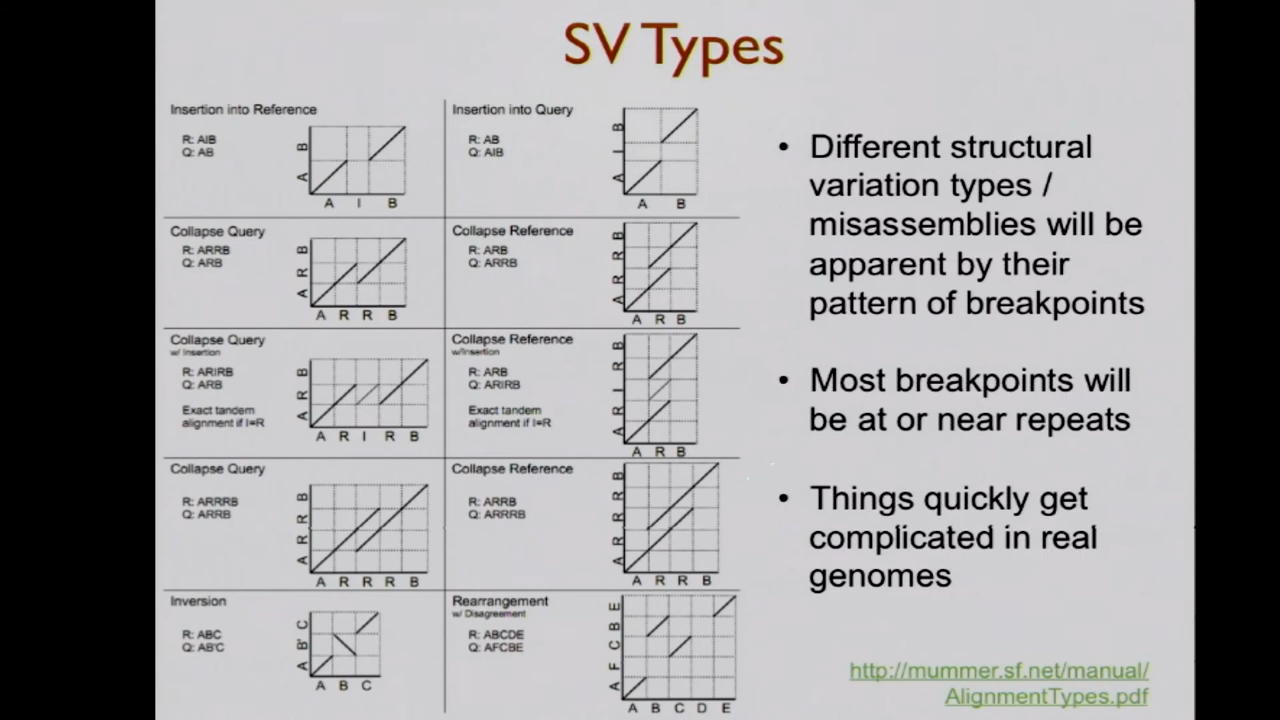 SV Types
Insertion into Reference
R: AIB
Q: AB
B
A
A I B
Insertion into Query
R: AB
Q: AIB
B
I
A
A B
Collapse Query
R: ARRB
Q: ARB
B
R
A
A R R B
Collapse Reference
R: ARB
Q: ARRB
B
R
R
A
A R B
Collapse Query
w/ Insertion
R: ARIRB
Q: ARB
Exact tandem
alignment if I=R
B
R
A
A R I R B
Collapse Reference
w/Insertion
R: ARB
Q: ARIRB
Exact tandem
alignment if I=R
B
R
I
R
A
A R B
Collapse Query
R: ARRRB
Q: ARRB
B
R
R
A
A R R R B
Collapse Reference
R: ARRB
Q: ARRRB
B
R
R
R
A
A R R B
Inversion
R: ABC
Q: AB'C
C
B'
A
A B C
Rearrangement
w/ Disagreement
R: ABCDE
Q: AFCBE
E
B
C
F
A
A B C D E
• Different structural
variation types /
misassemblies will be
apparent by their
pattern of breakpoints
• Most breakpoints will
be at or near repeats
• Things quickly get
complicated in real
genomes
http://mummer.sf.net/manual/
AlignmentTypes.pdf